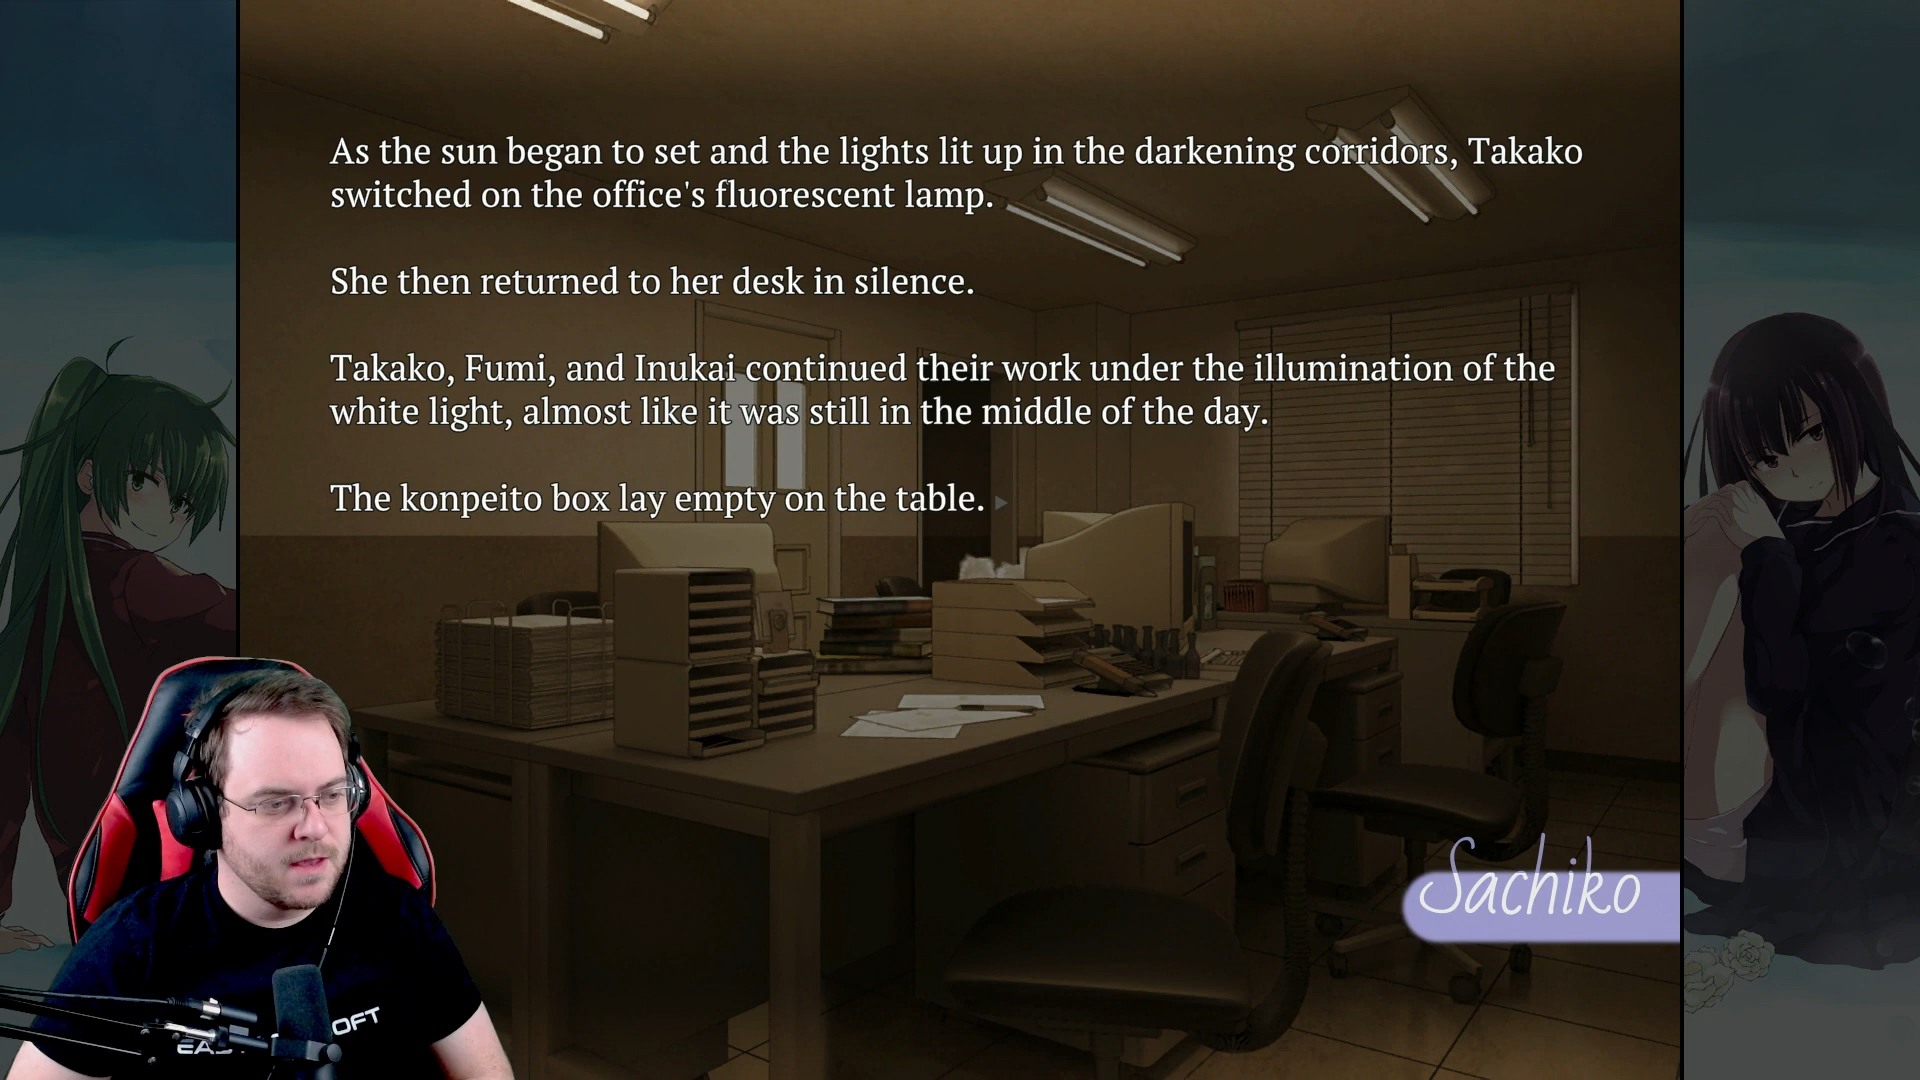 As the sun began to set and the lights lit up in the darkening corridors, Takako
switched on the office's fluorescent lamp.
She then returned to her desk in silence.
Takako, Fumi, and Inukai continued their work under the illumination of the
white light, almost like it was still in the middle of the day.
The konpeito box lay empty on the table.
Sachiko